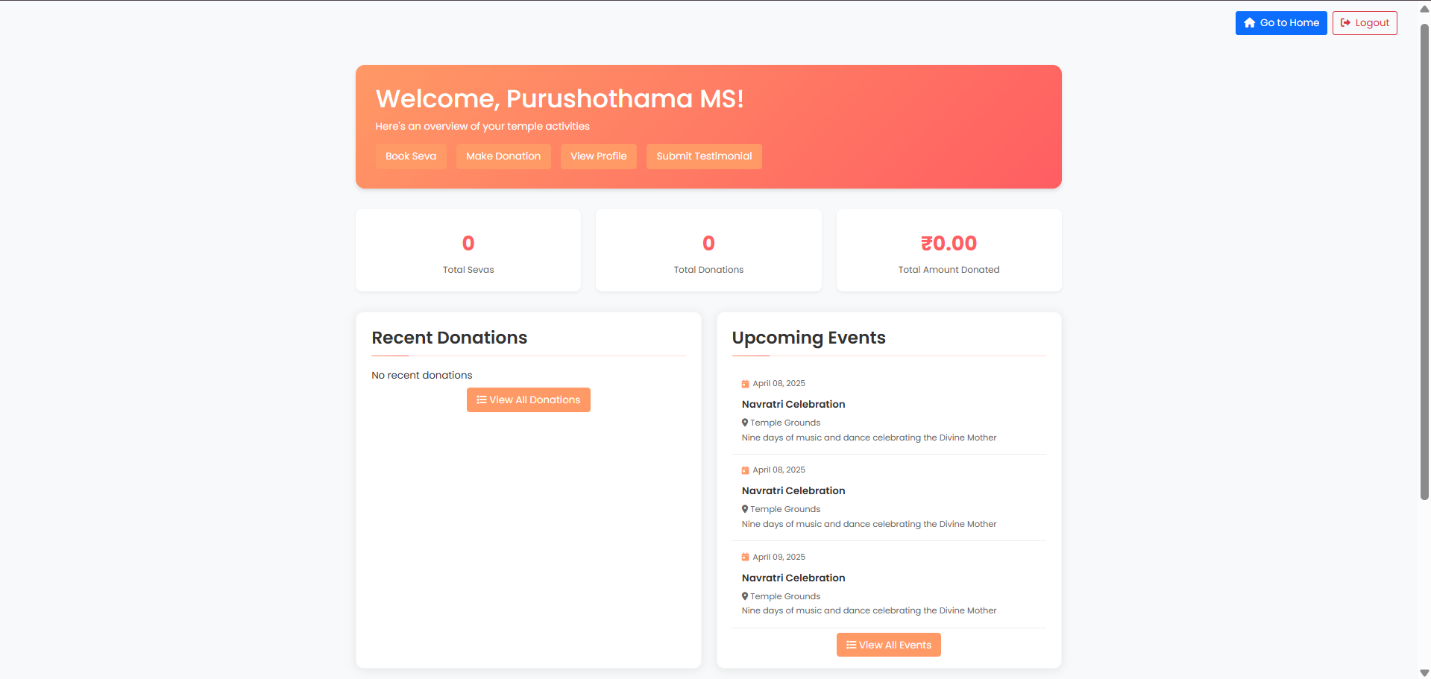 Go to Home
Logout
Welcome, Purushothama MS!
Here's an overview of your temple activities
Book Seva
Make Donation
View Profile
Submit Testimonial
0
Total Sevas
0
Total Donations
₹0.00
Total Amount Donated
Recent Donations
No recent donations
View All Donations
Upcoming Events
April 08, 2025
Navratri Celebration
Temple Grounds
Nine days of music and dance celebrating the Divine Mother
April 08, 2025
Navratri Celebration
Temple Grounds
Nine days of music and dance celebrating the Divine Mother
April 09, 2025
Navratri Celebration
Temple Grounds
Nine days of music and dance celebrating the Divine Mother
View All Events